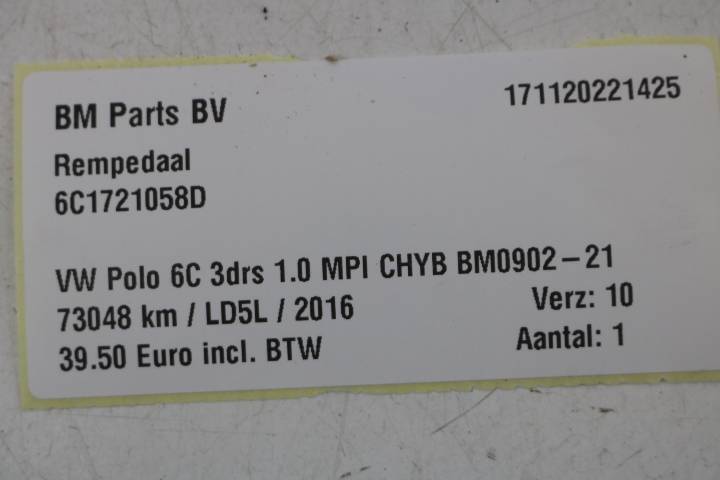 BM Parts BV 171120221425
Rempedaal
6C1721058D
VW Polo 6C 3drs 1.0 MPI CHYB BM0902-21
73048 km / LD5L / 2016 Verz: 10
39.50 Euro incl. BTW Aantal: 1